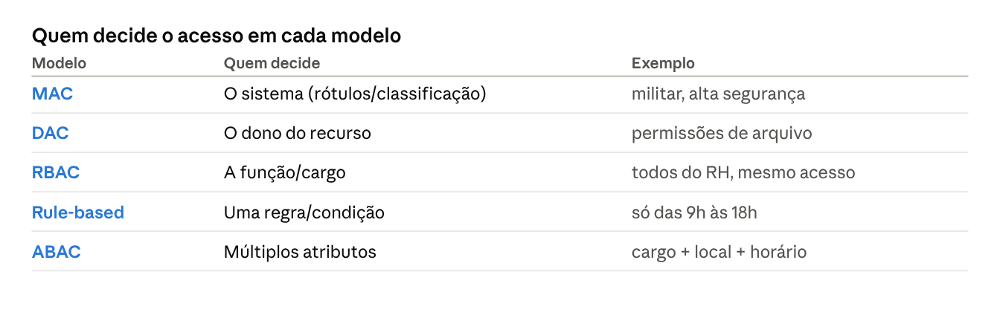 Quem decide o acesso em cada modelo
Modelo Quem decide Exemplo
MAC O sistema (rótulos/classificação) militar, alta segurança
DAC O dono do recurso permissões de arquivo
RBAC A função/cargo todos do RH, mesmo acesso
Rule-based Uma regra/condição só das 9h às 18h
ABAC Múltiplos atributos cargo + local + horário